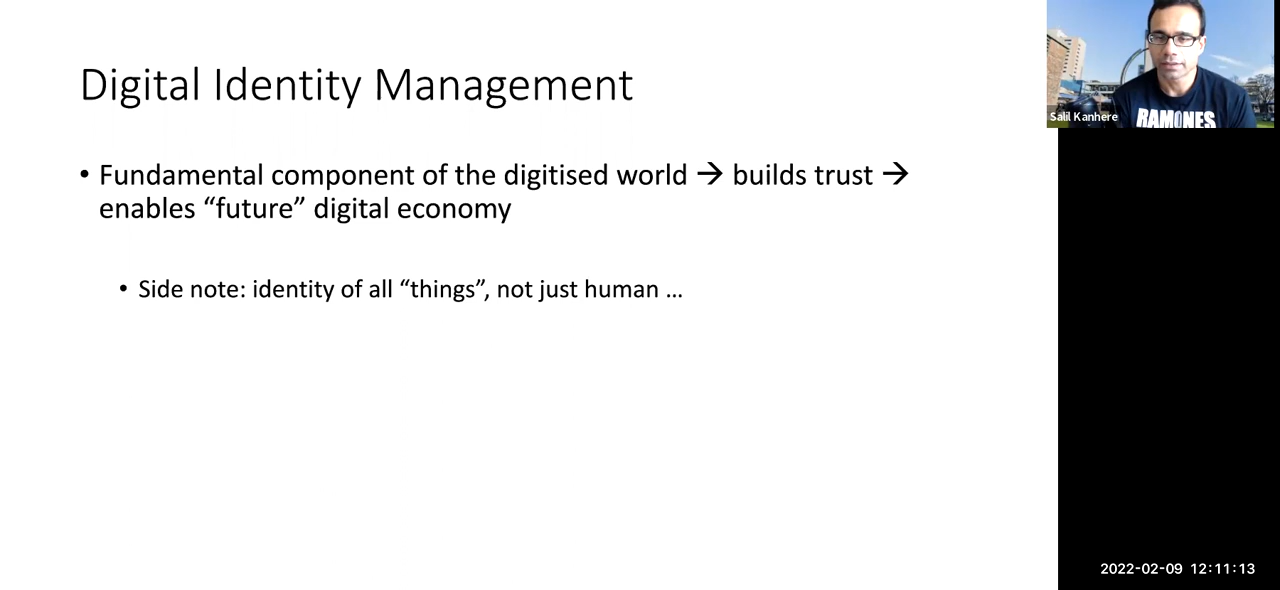 Digital Identity Management
• Fundamental component of the digitised world → builds trust →
enables “future” digital economy
• Side note: identity of all “things”, not just human ...
Salil Kanhere
RAMONES
2022-02-09 12:11:13